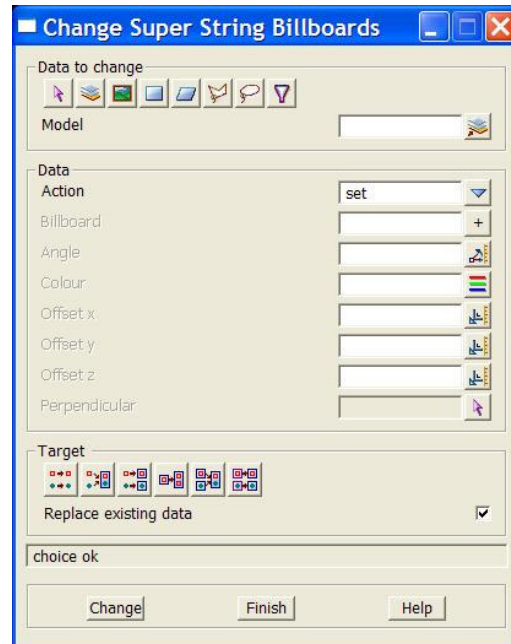 Change Super String Billboards
Data to change
Model
Data
Action set
Billboard +
Angle
Colour
Offset x
Offset y
Offset z
Perpendicular
Target
Replace existing data
choice ok
Change Finish Help